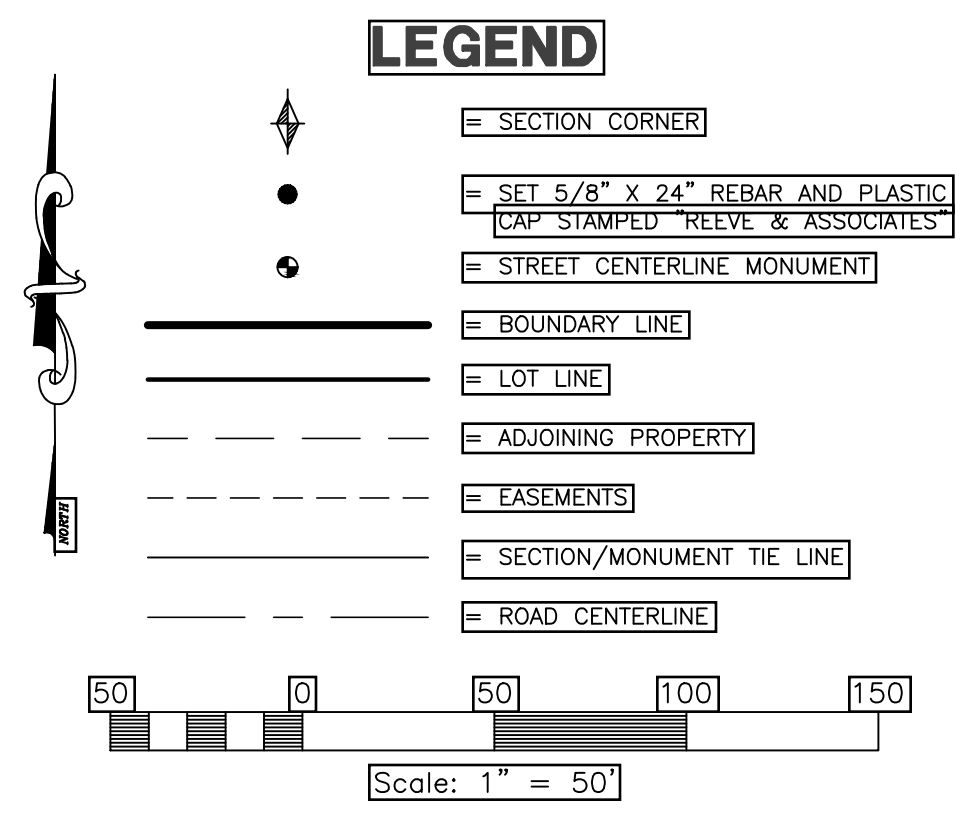 LEGEND
= SECTION CORNER
= SET 5/8" X 24" REBAR AND PLASTIC
CAP STAMPED "REEVE & ASSOCIATES"
= STREET CENTERLINE MONUMENT
= BOUNDARY LINE
= LOT LINE
= ADJOINING PROPERTY
= EASEMENTS
NORTH
= SECTION/MONUMENT TIE LINE
= ROAD CENTERLINE
50 0 50 100 150
Scale: 1" = 50'